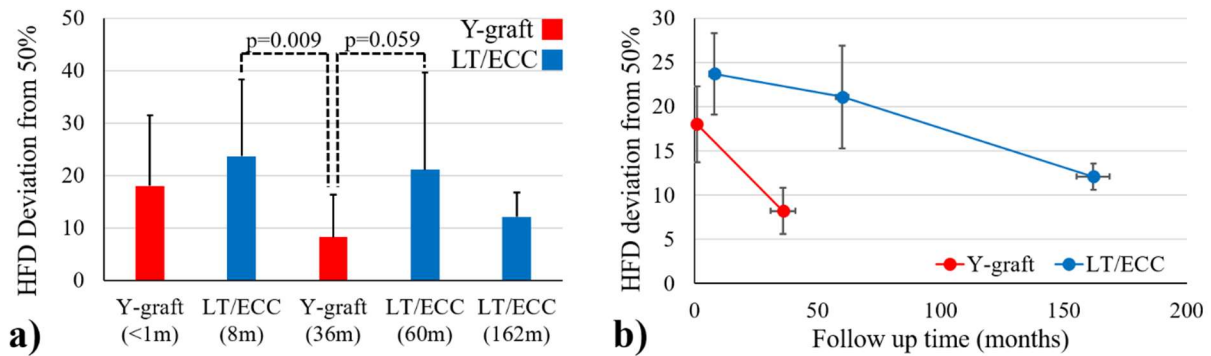 HFD Deviation from 50%
50
40
30
20
10
0
Y-graft
LT/ECC
p=0.009
p=0.059
Y-graft
(<1m)
LT/ECC
(8m)
Y-graft
(36m)
LT/ECC
(60m)
LT/ECC
(162m)
a)
HFD deviation from 50%
30
25
20
15
10
5
0
0
50
100
150
200
Y-graft
LT/ECC
Follow up time (months)
b)